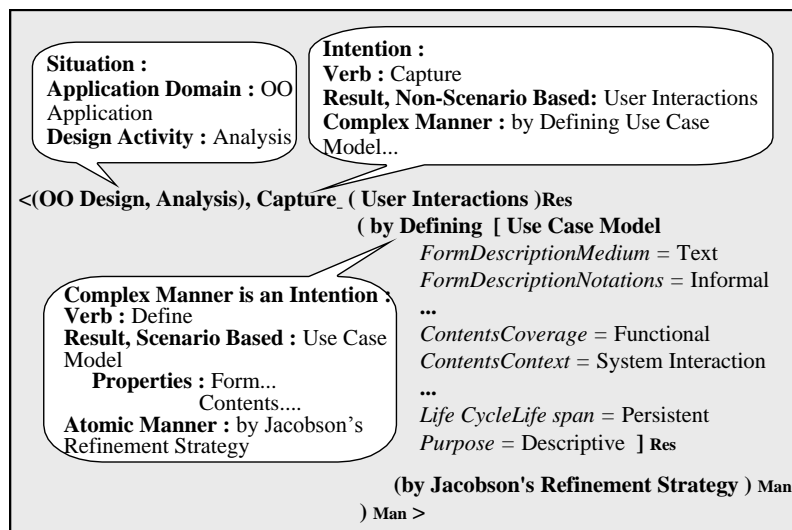 Situation :
Application Domain : OO
Application
Design Activity : Analysis
Intention :
Verb : Capture
Result, Non-Scenario Based: User Interactions
Complex Manner : by Defining Use Case
Model...
<(OO Design, Analysis), Capture ( User Interactions )Res
( by Defining [ Use Case Model
FormDescriptionMedium = Text
FormDescriptionNotations = Informal
...
ContentsCoverage = Functional
ContentsContext = System Interaction
...
Life CycleLife span = Persistent
Purpose = Descriptive ] Res
Complex Manner is an Intention :
Verb : Define
Result, Scenario Based : Use Case
Model
Properties : Form...
Contents....
Atomic Manner : by Jacobson’s
Refinement Strategy
(by Jacobson's Refinement Strategy ) Man
) Man >